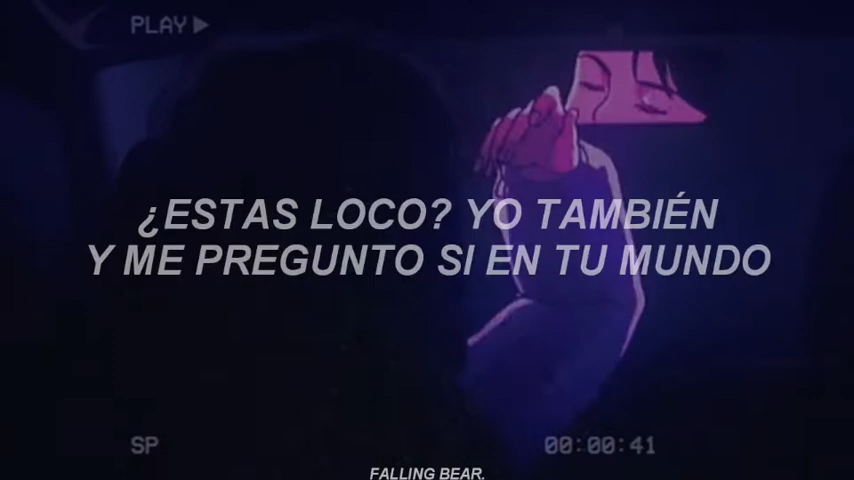 PLAY
¿ESTAS LOCO? YO TAMBIÉN
Y ME PREGUNTO SI EN TU MUNDO
SP 00:00:41
FALLING BEAR.